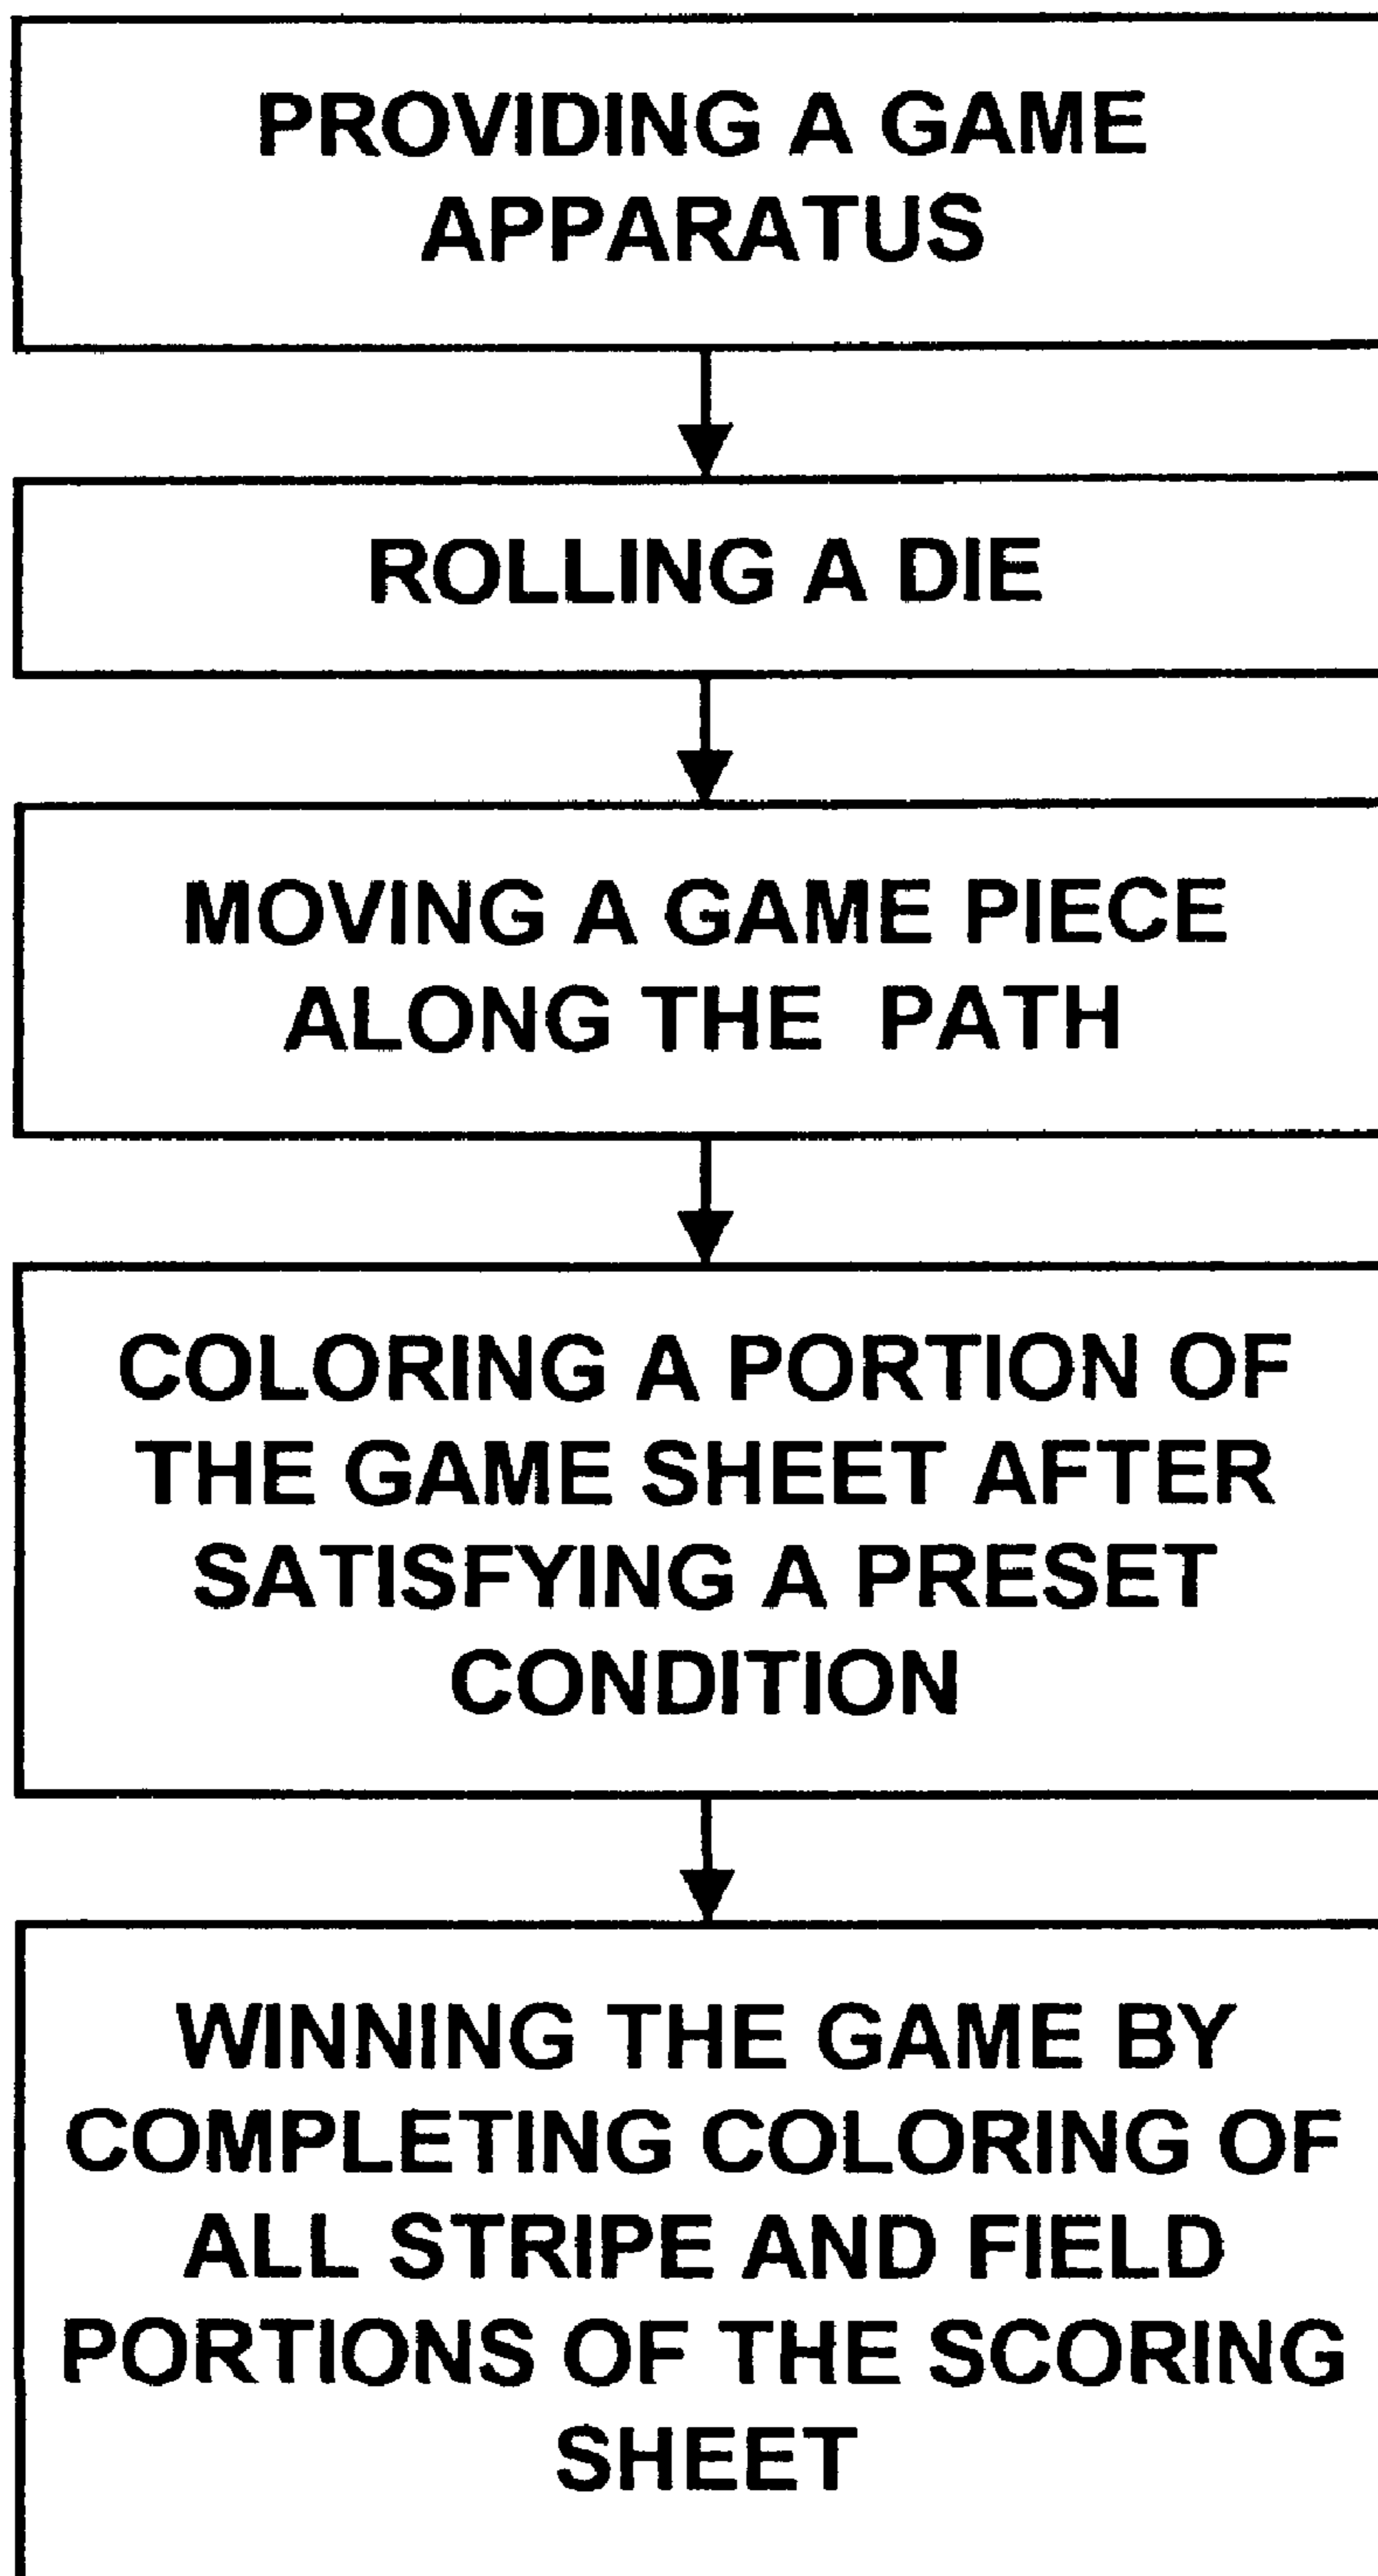 PROVIDING A GAME
APPARATUS
ROLLING A DIE
MOVING A GAME PIECE
ALONG THE PATH
COLORING A PORTION OF
THE GAME SHEET AFTER
SATISFYING A PRESET
CONDITION
WINNING THE GAME BY
COMPLETING COLORING OF
ALL STRIPE AND FIELD
PORTIONS OF THE SCORING
SHEET